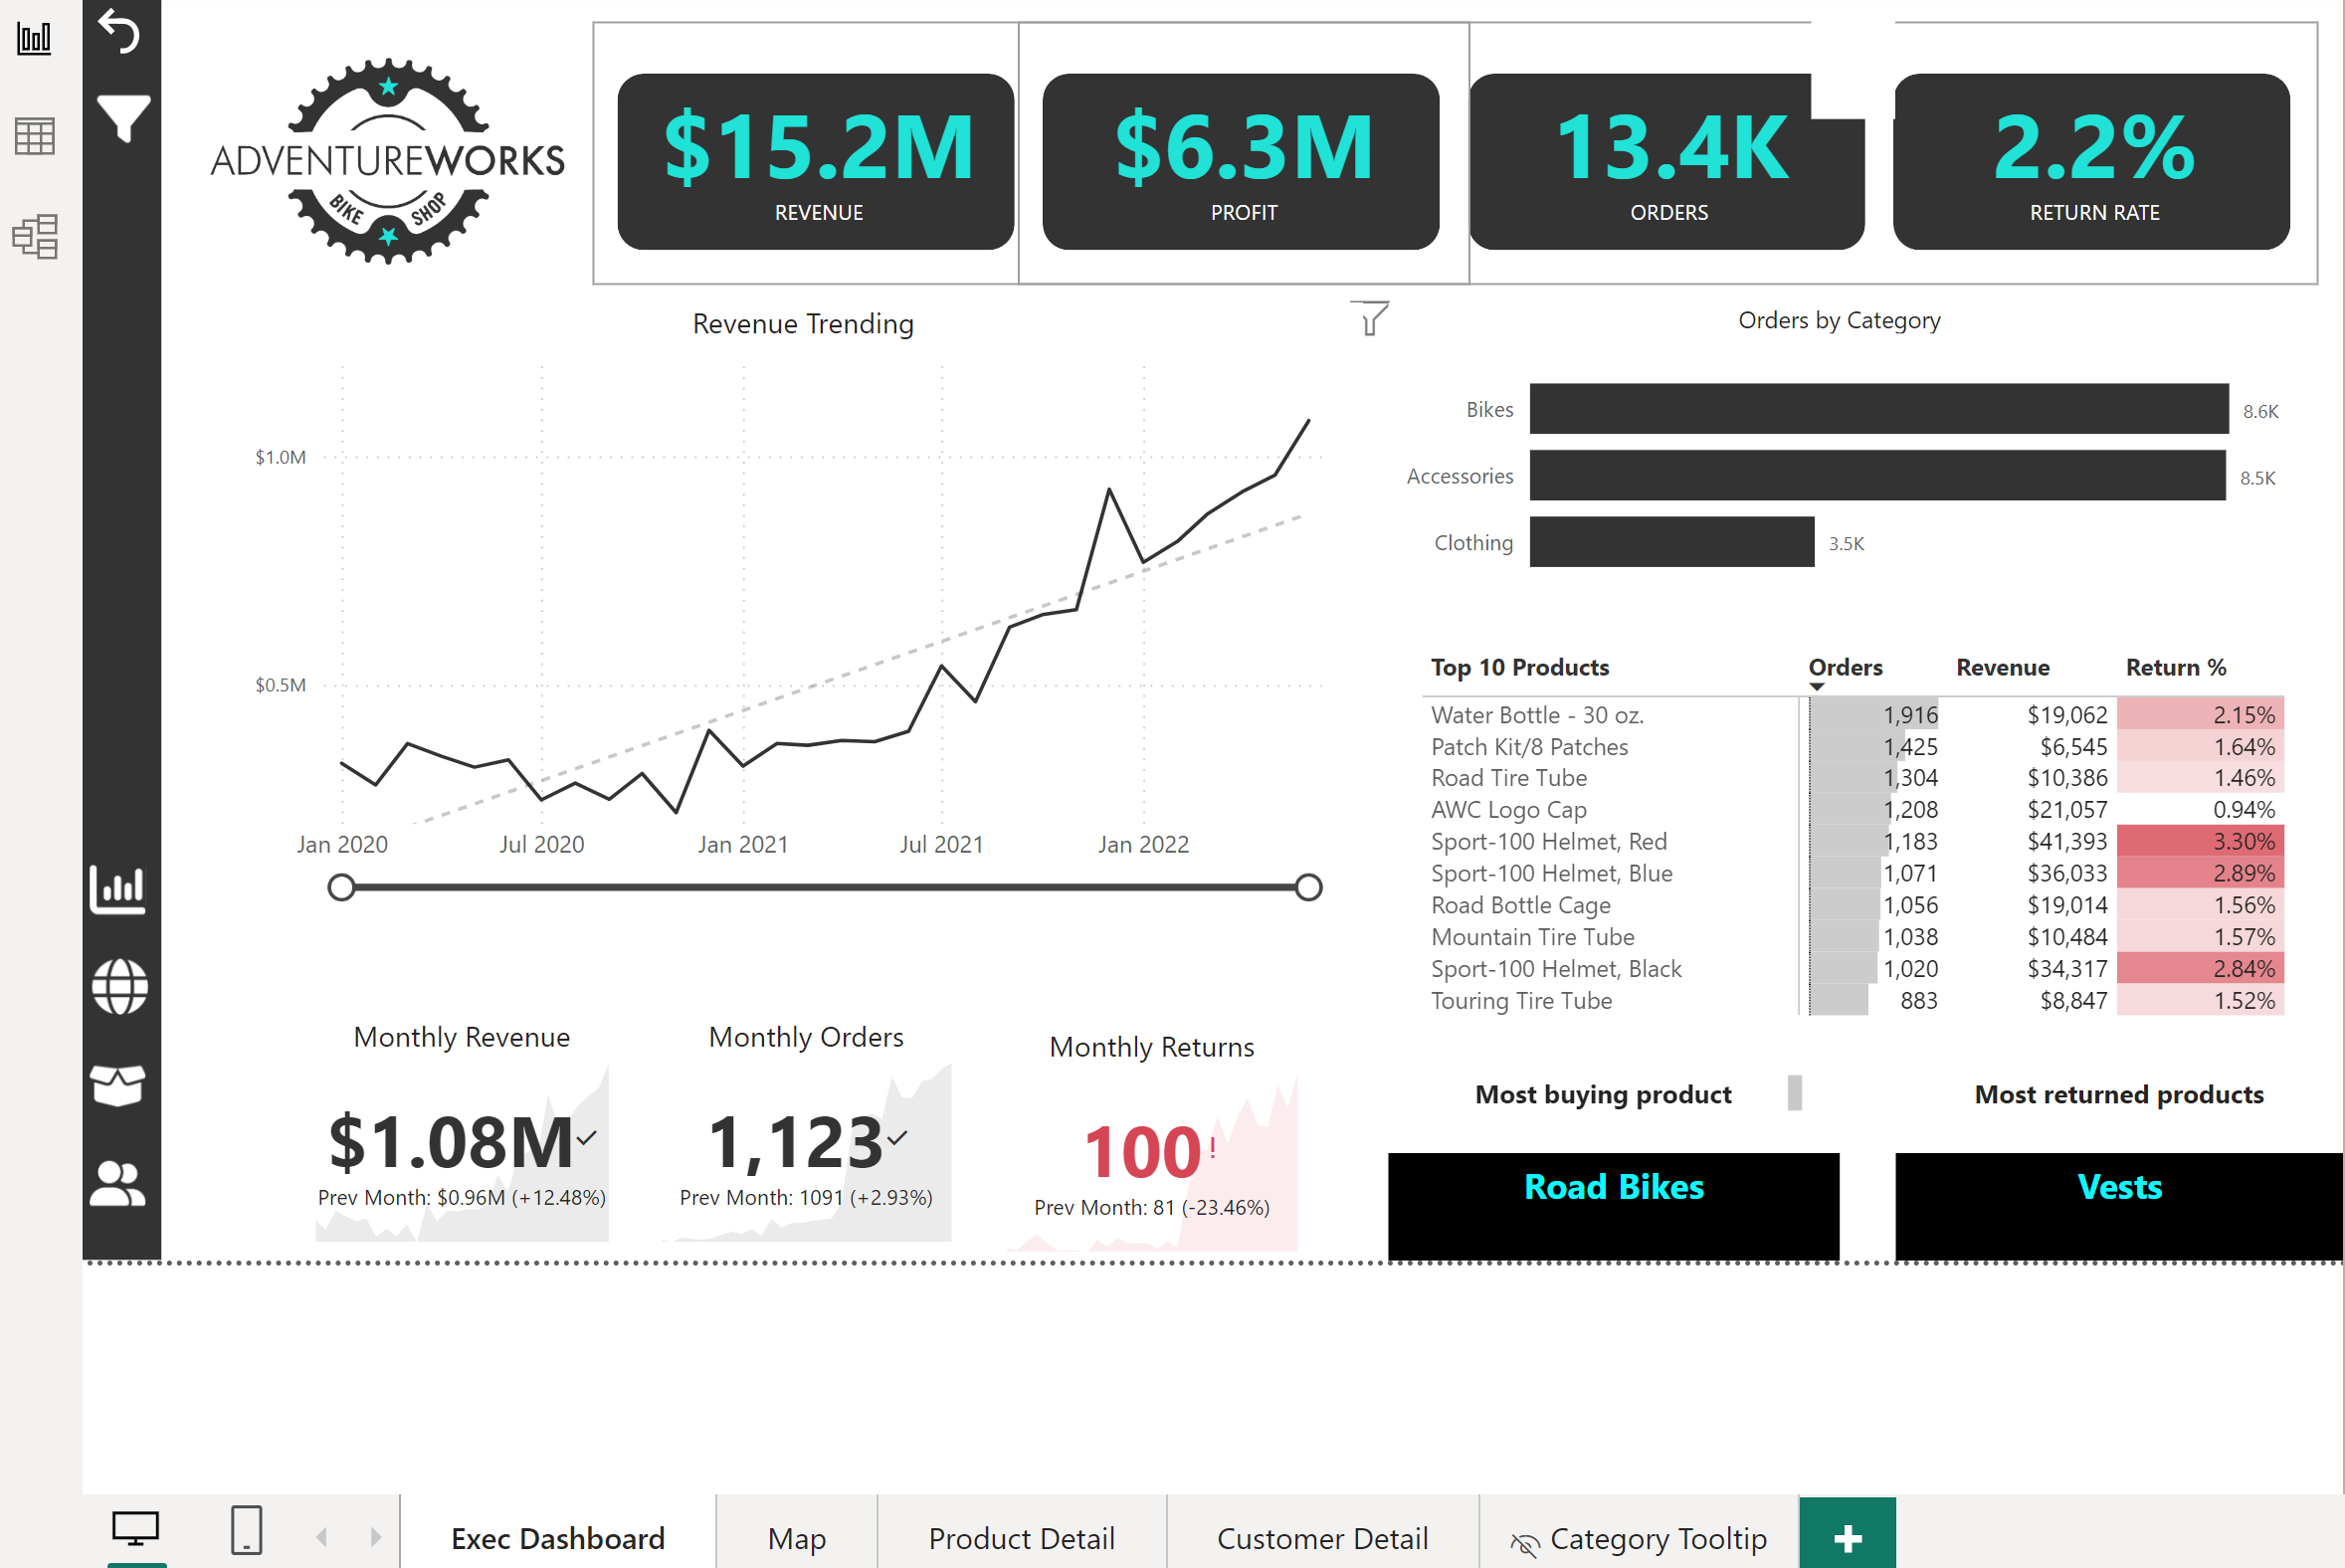 ADVENTUREWORKS
BIKE SHOP
$15.2M
REVENUE
$6.3M
PROFIT
13.4K
ORDERS
2.2%
RETURN RATE
Revenue Trending
$1.0M
$0.5M
Jan 2020 Jul 2020 Jan 2021 Jul 2021 Jan 2022
Orders by Category
Bikes 8.6K
Accessories 8.5K
Clothing 3.5K
Top 10 Products Orders Revenue Return %
Water Bottle - 30 oz. 1,916 $19,062 2.15%
Patch Kit/8 Patches 1,425 $6,545 1.64%
Road Tire Tube 1,304 $10,386 1.46%
AWC Logo Cap 1,208 $21,057 0.94%
Sport-100 Helmet, Red 1,183 $41,393 3.30%
Sport-100 Helmet, Blue 1,071 $36,033 2.89%
Road Bottle Cage 1,056 $19,014 1.56%
Mountain Tire Tube 1,038 $10,484 1.57%
Sport-100 Helmet, Black 1,020 $34,317 2.84%
Touring Tire Tube 883 $8,847 1.52%
Monthly Revenue
$1.08M
Prev Month: $0.96M (+12.48%)
Monthly Orders
1,123
Prev Month: 1091 (+2.93%)
Monthly Returns
100 !
Prev Month: 81 (-23.46%)
Most buying product
Road Bikes
Most returned products
Vests
Exec Dashboard Map Product Detail Customer Detail Category Tooltip